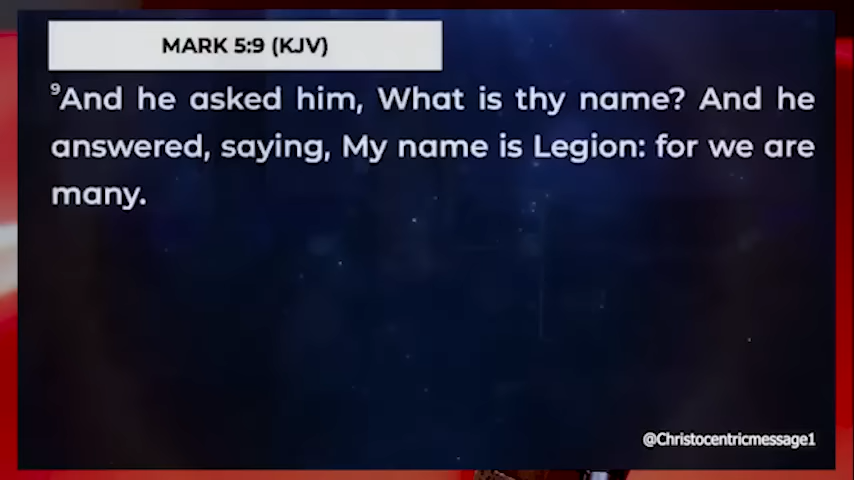 MARK 5:9 (KJV)
⁹And he asked him, What is thy name? And he
answered, saying, My name is Legion: for we are
many.
@Christocentricmessage1